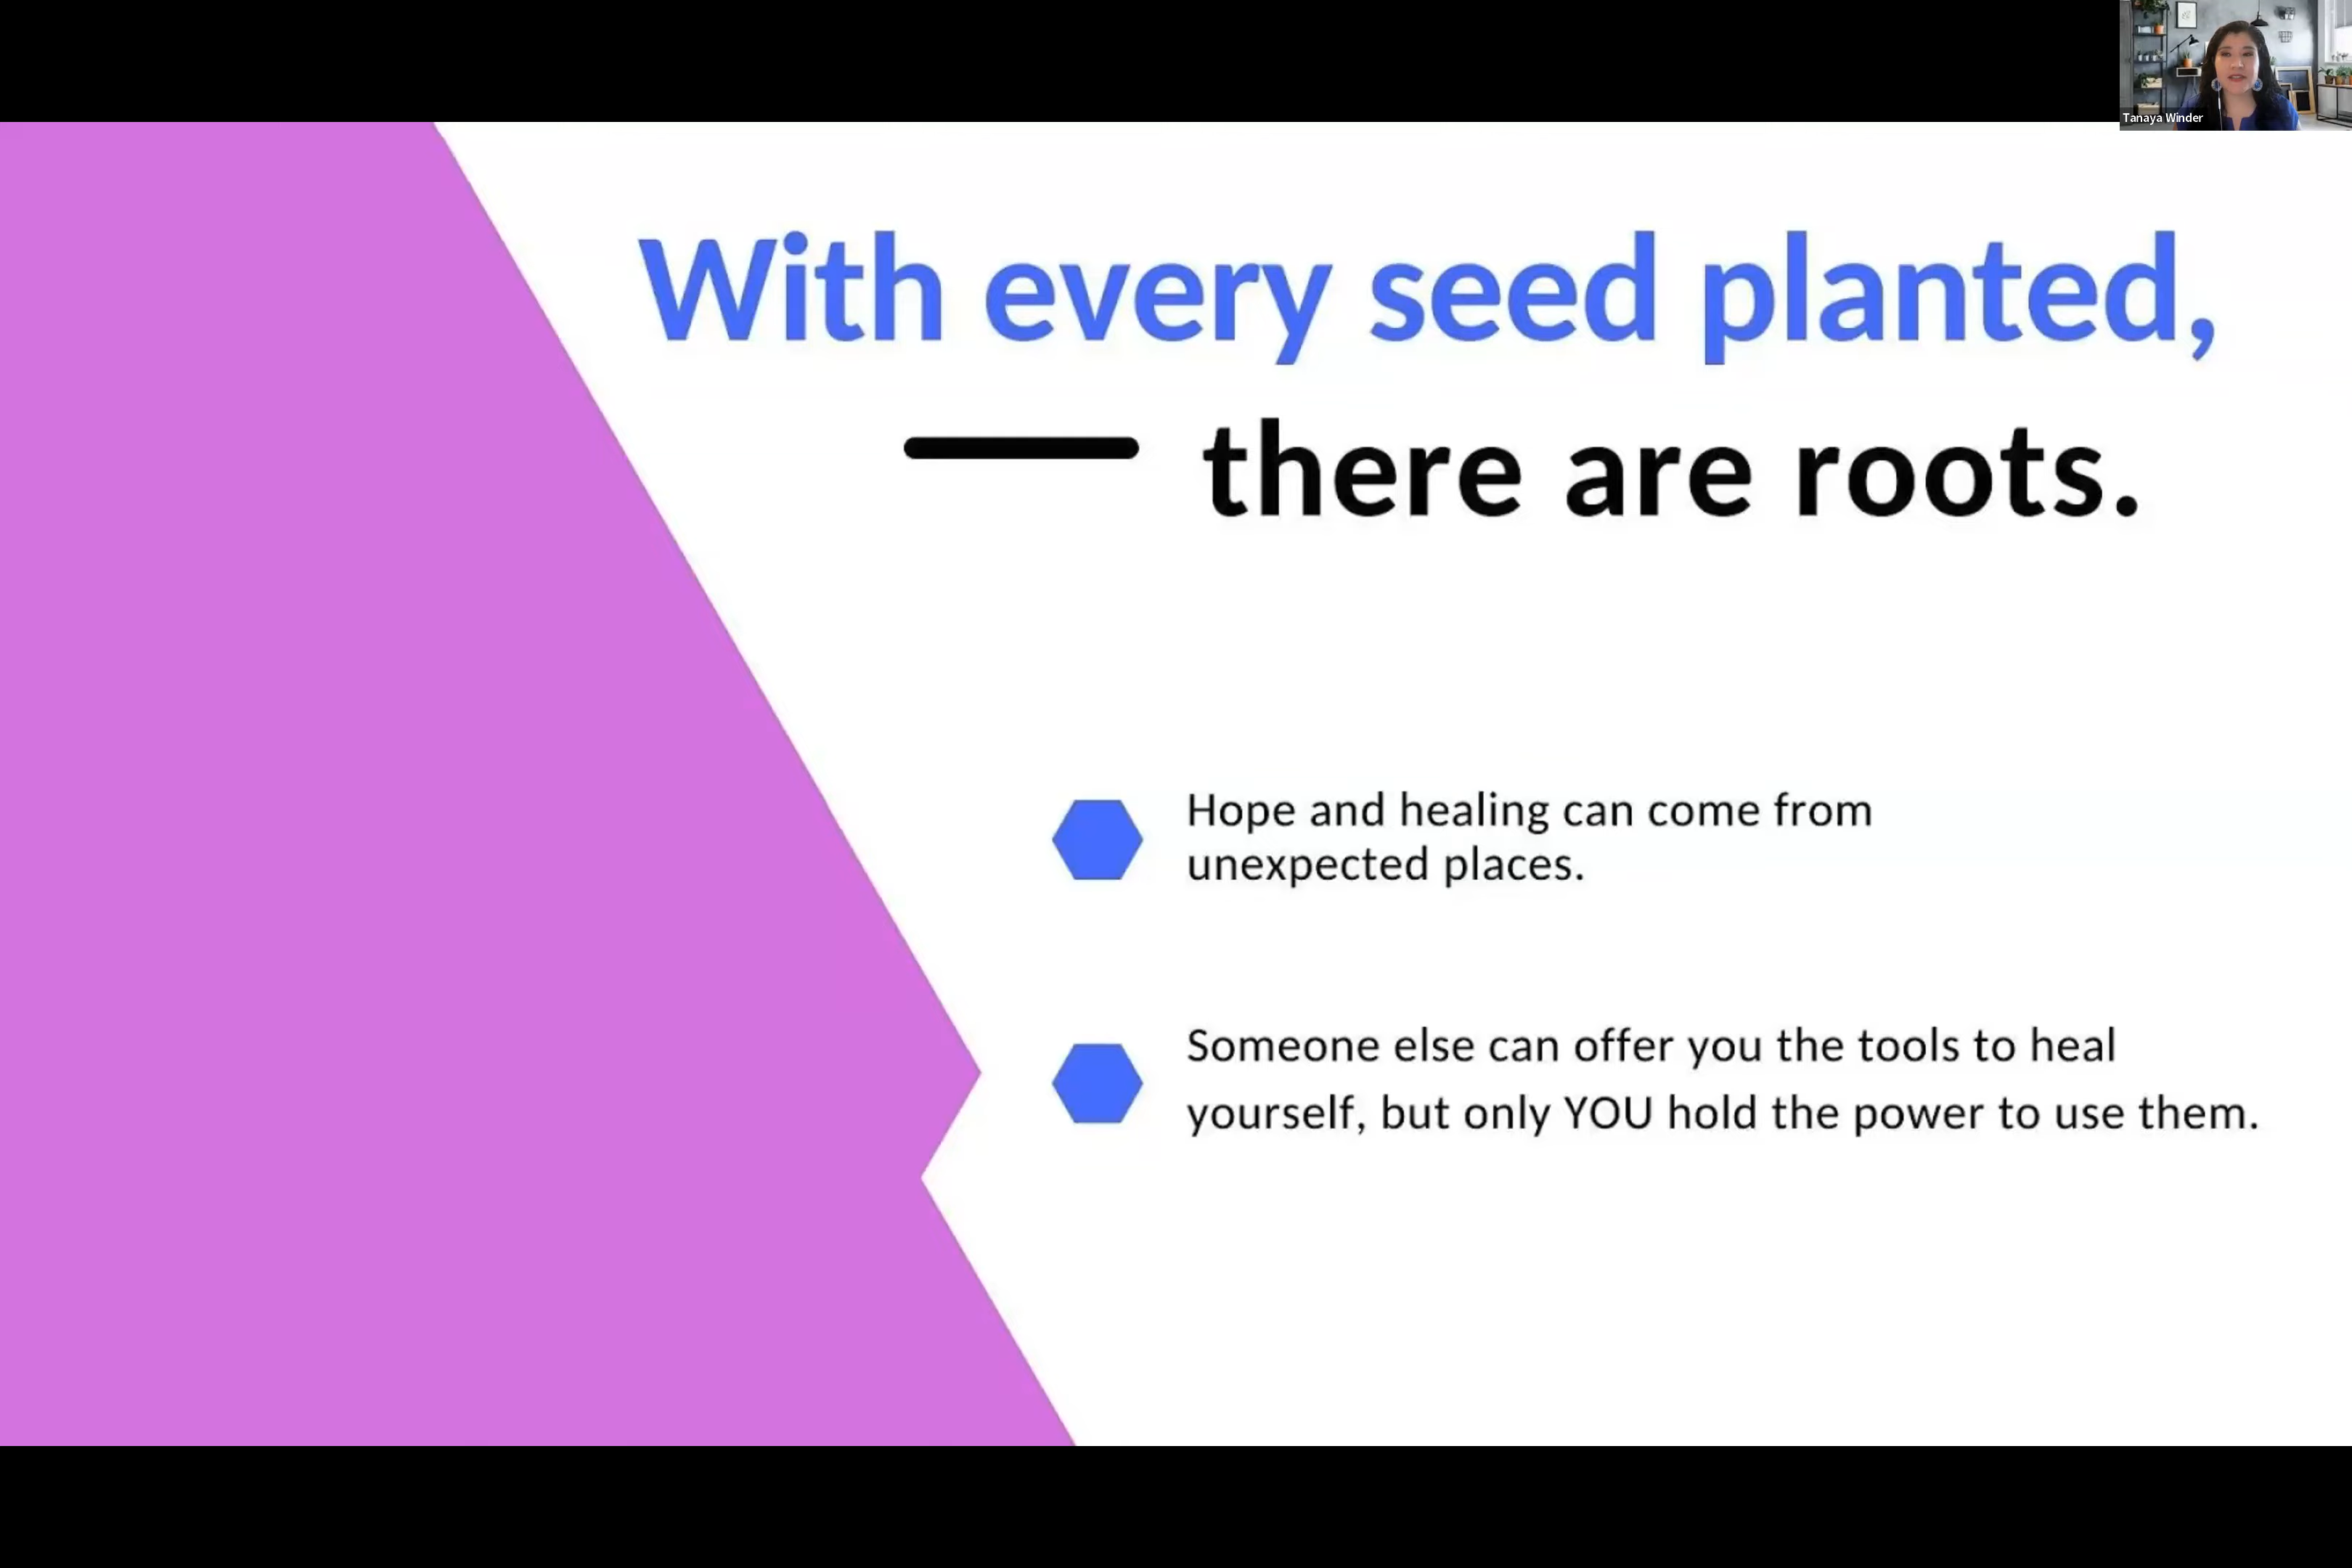 Tanaya Winder
With every seed planted,
there are roots.
Hope and healing can come from
unexpected places.
Someone else can offer you the tools to heal
yourself, but only YOU hold the power to use them.